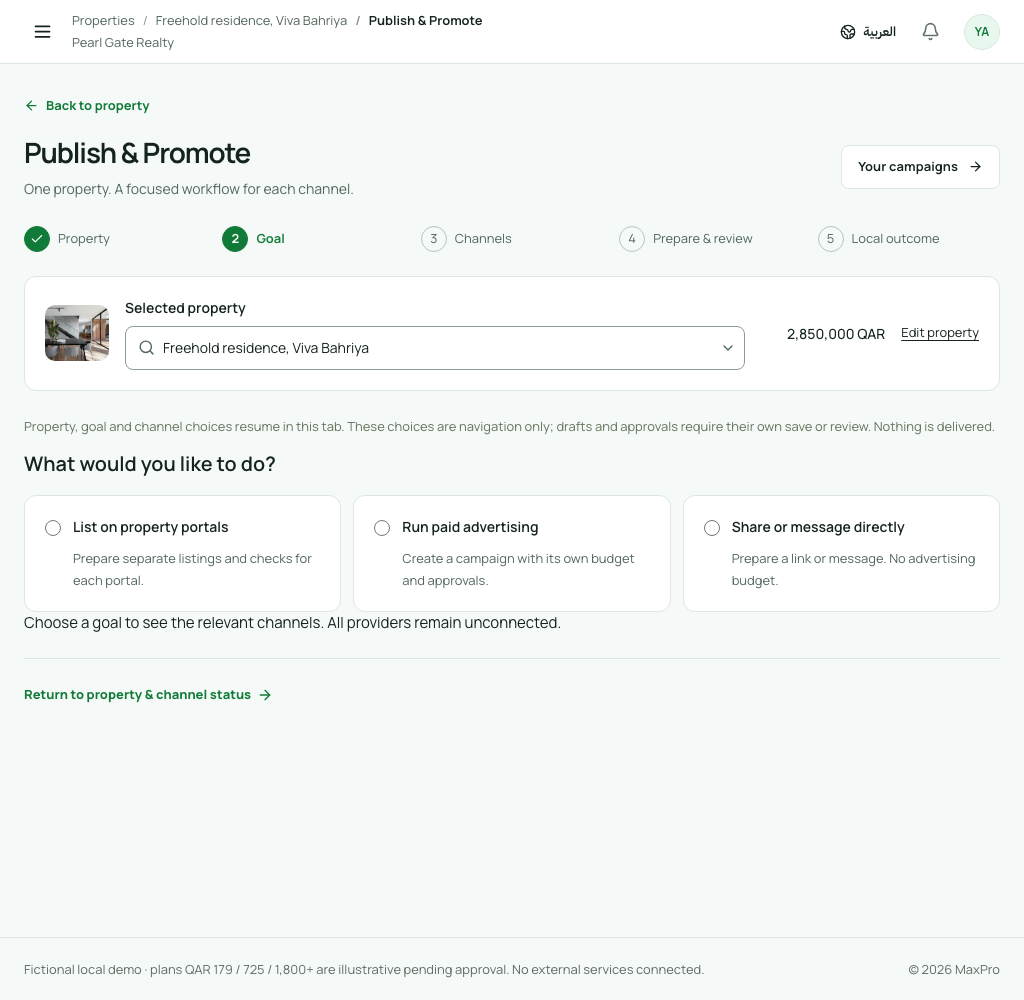 Properties / Freehold residence, Viva Bahriya / Publish & Promote
Pearl Gate Realty
العربية
YA
Back to property
Publish & Promote
One property. A focused workflow for each channel.
Your campaigns
Property
2 Goal
3 Channels
4 Prepare & review
5 Local outcome
Selected property
Freehold residence, Viva Bahriya
2,850,000 QAR
Edit property
Property, goal and channel choices resume in this tab. These choices are navigation only; drafts and approvals require their own save or review. Nothing is delivered.
What would you like to do?
List on property portals
Prepare separate listings and checks for
each portal.
Run paid advertising
Create a campaign with its own budget
and approvals.
Share or message directly
Prepare a link or message. No advertising
budget.
Choose a goal to see the relevant channels. All providers remain unconnected.
Return to property & channel status
Fictional local demo · plans QAR 179 / 725 / 1,800+ are illustrative pending approval. No external services connected.
© 2026 MaxPro